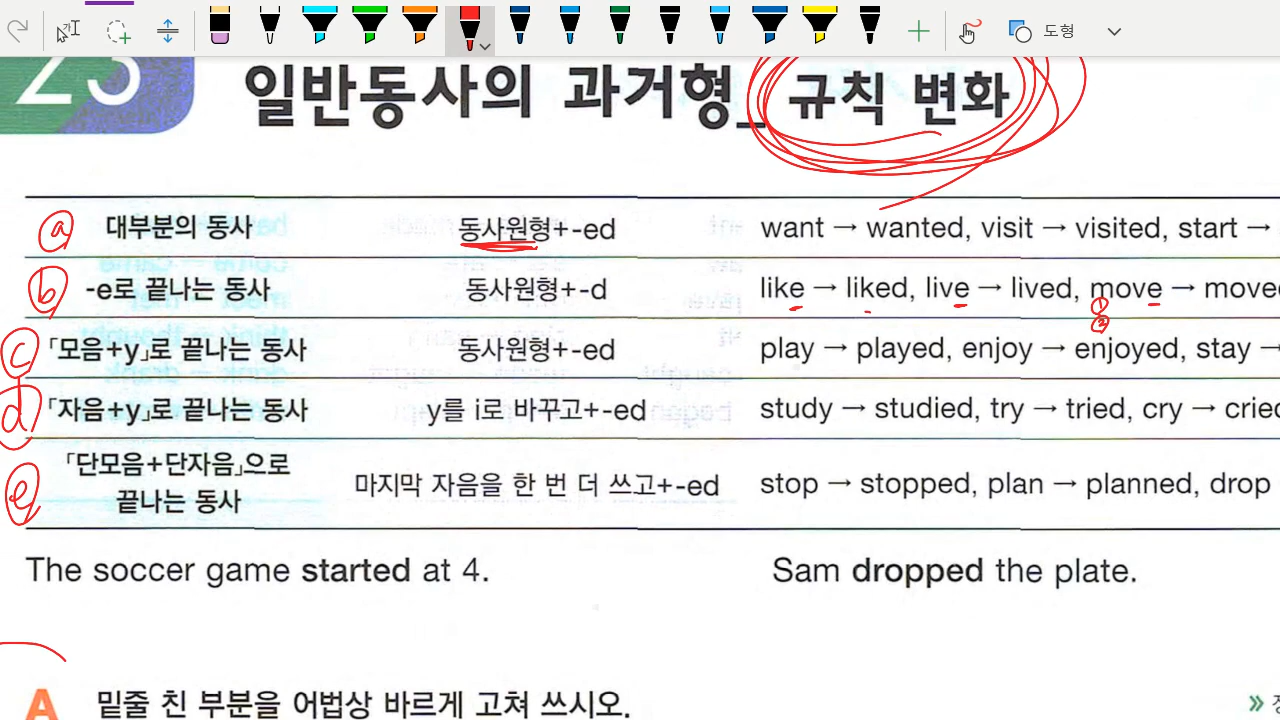 도형
23
일반동사의 과거형_ 규칙 변화
ⓐ 대부분의 동사 동사원형+-ed want → wanted, visit → visited, start →
ⓑ -e로 끝나는 동사 동사원형+-d like → liked, live → lived, move → moved
① ②
ⓒ 「모음+y」로 끝나는 동사 동사원형+-ed play → played, enjoy → enjoyed, stay →
ⓓ 「자음+y」로 끝나는 동사 y를 i로 바꾸고+-ed study → studied, try → tried, cry → cried
ⓔ 「단모음+단자음」으로
끝나는 동사 마지막 자음을 한 번 더 쓰고+-ed stop → stopped, plan → planned, drop
The soccer game started at 4. Sam dropped the plate.
A 밑줄 친 부분을 어법상 바르게 고쳐 쓰시오.